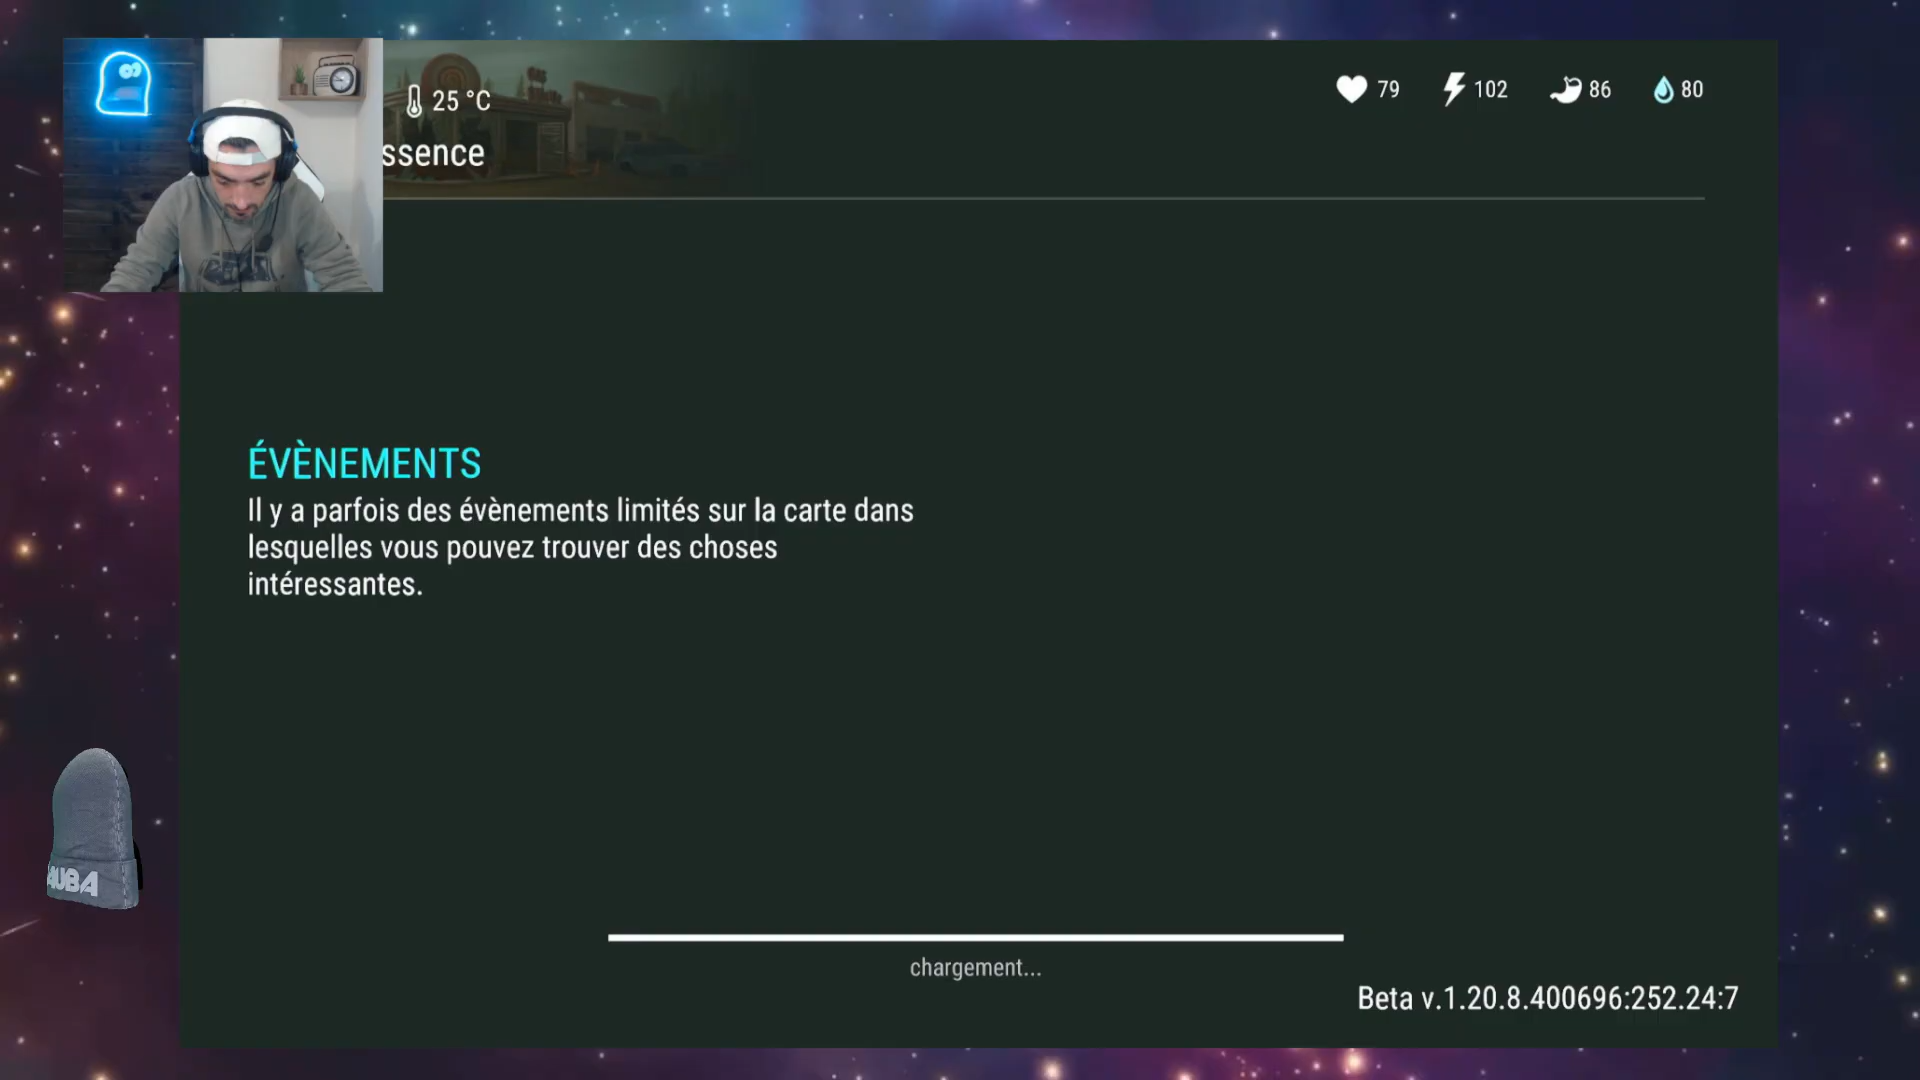 25 °C
79
102
86
80
ssence
ÉVÈNEMENTS
Il y a parfois des évènements limités sur la carte dans
lesquelles vous pouvez trouver des choses
intéressantes.
AUBA
chargement...
Beta v.1.20.8.400696:252.24:7